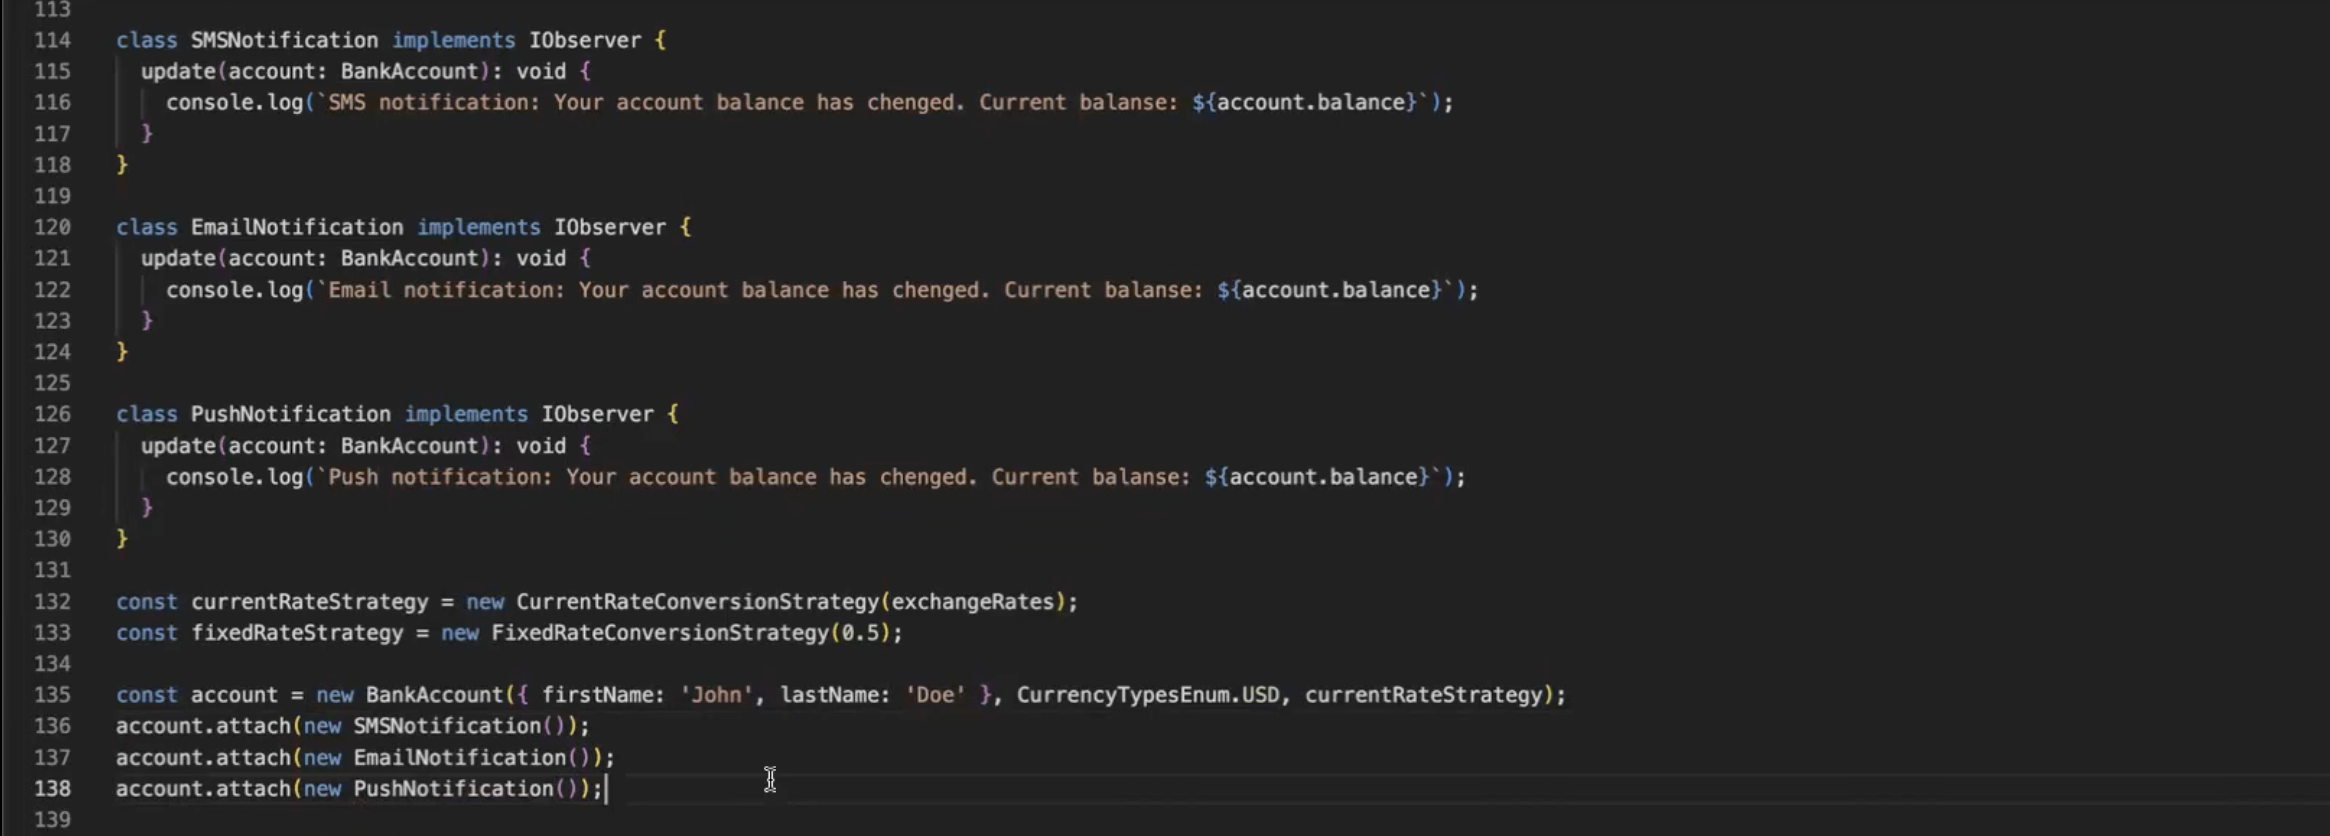 113
114 class SMSNotification implements IObserver {
115 update(account: BankAccount): void {
116 console.log(`SMS notification: Your account balance has chenged. Current balanse: ${account.balance}`);
117 }
118 }
119
120 class EmailNotification implements IObserver {
121 update(account: BankAccount): void {
122 console.log(`Email notification: Your account balance has chenged. Current balanse: ${account.balance}`);
123 }
124 }
125
126 class PushNotification implements IObserver {
127 update(account: BankAccount): void {
128 console.log(`Push notification: Your account balance has chenged. Current balanse: ${account.balance}`);
129 }
130 }
131
132 const currentRateStrategy = new CurrentRateConversionStrategy(exchangeRates);
133 const fixedRateStrategy = new FixedRateConversionStrategy(0.5);
134
135 const account = new BankAccount({ firstName: 'John', lastName: 'Doe' }, CurrencyTypesEnum.USD, currentRateStrategy);
136 account.attach(new SMSNotification());
137 account.attach(new EmailNotification());
138 account.attach(new PushNotification());
139